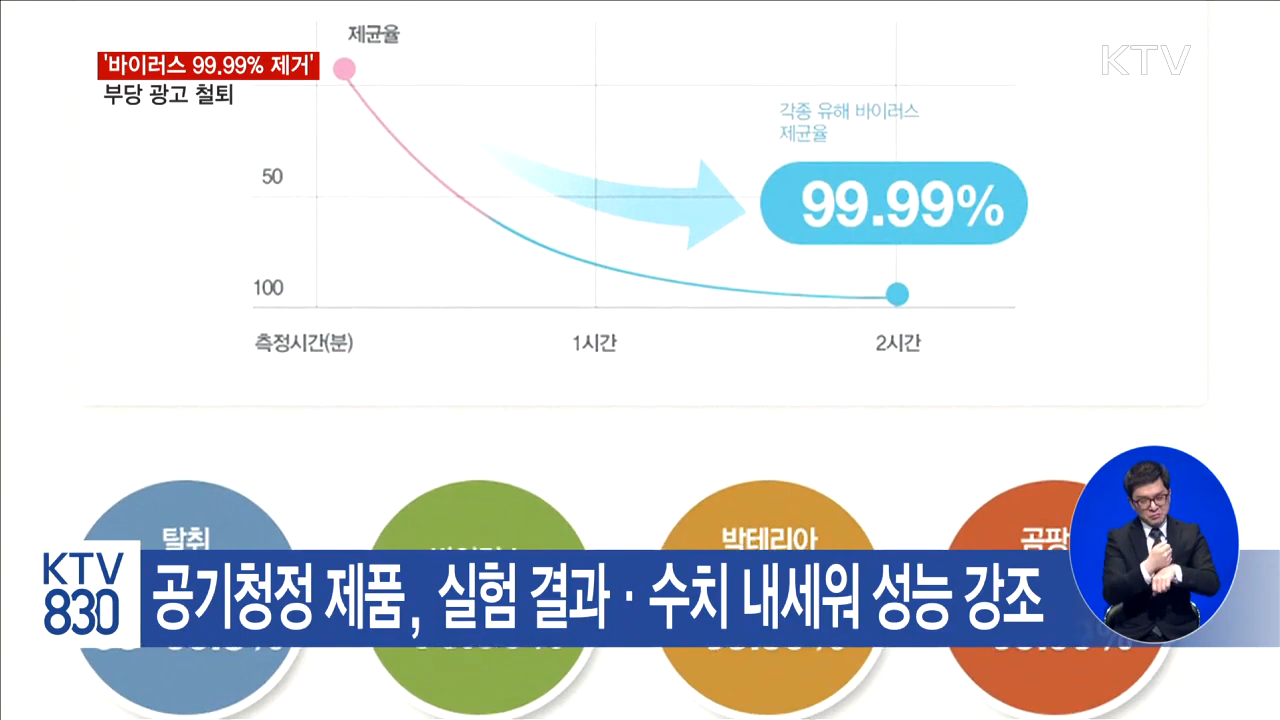 제균율
'바이러스 99.99% 제거'
부당 광고 철퇴
KTV
각종 유해 바이러스
제균율
99.99%
50
100
측정시간(분)
1시간
2시간
탈취
박테리아
곰팡
KTV
830
공기청정 제품, 실험 결과·수치 내세워 성능 강조